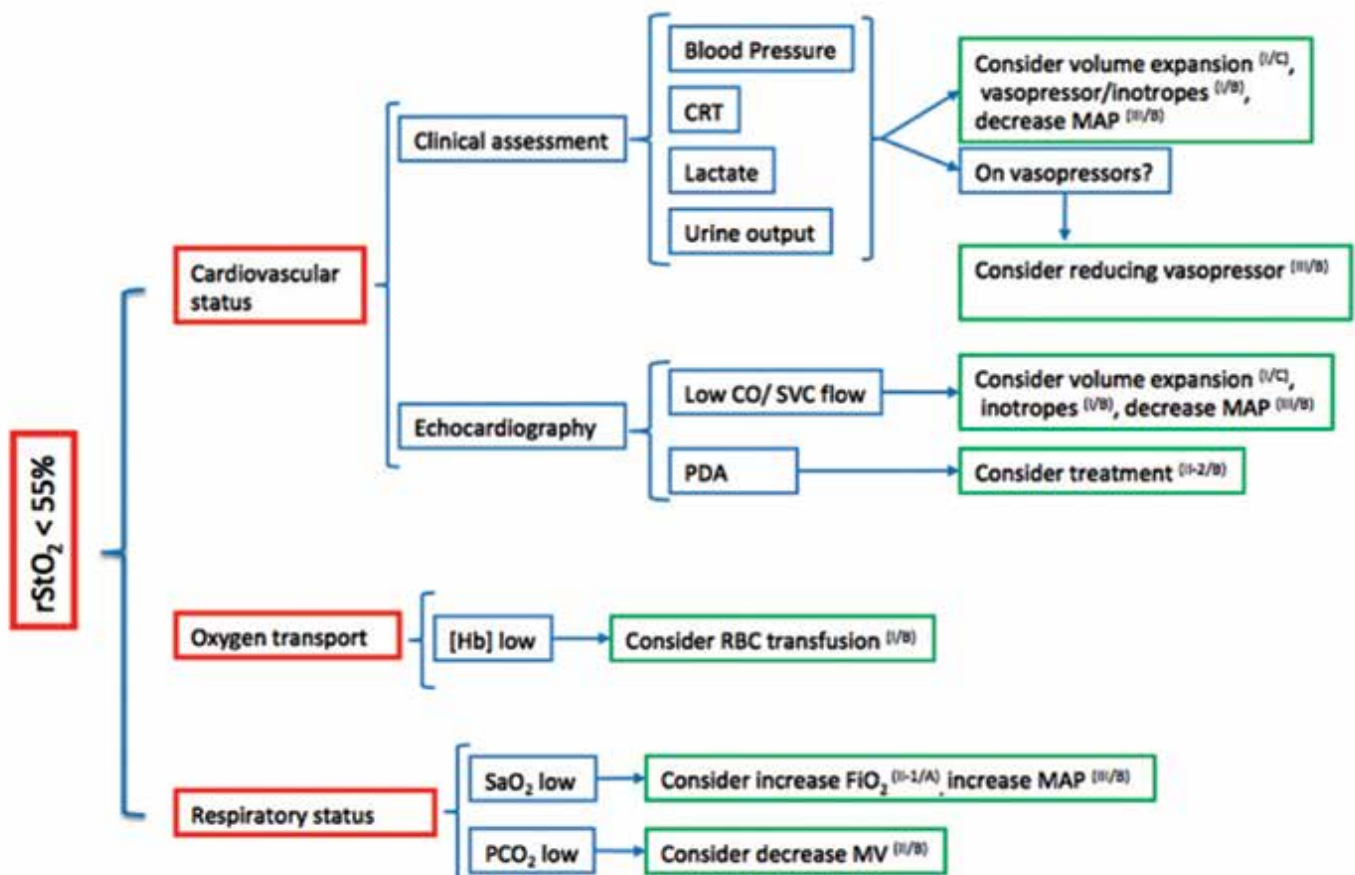 rStO₂ < 55%
Cardiovascular
status
Clinical assessment
Blood Pressure
CRT
Lactate
Urine output
Consider volume expansion (I/C),
vasopressor/inotropes (I/B),
decrease MAP (III/B)
On vasopressors?
Consider reducing vasopressor (III/B)
Echocardiography
Low CO/ SVC flow
Consider volume expansion (I/C),
inotropes (I/B), decrease MAP (III/B)
PDA
Consider treatment (II-2/B)
Oxygen transport
[Hb] low
Consider RBC transfusion (I/B)
Respiratory status
SaO₂ low
Consider increase FiO₂ (II-1/A), increase MAP (III/B)
PCO₂ low
Consider decrease MV (II/B)